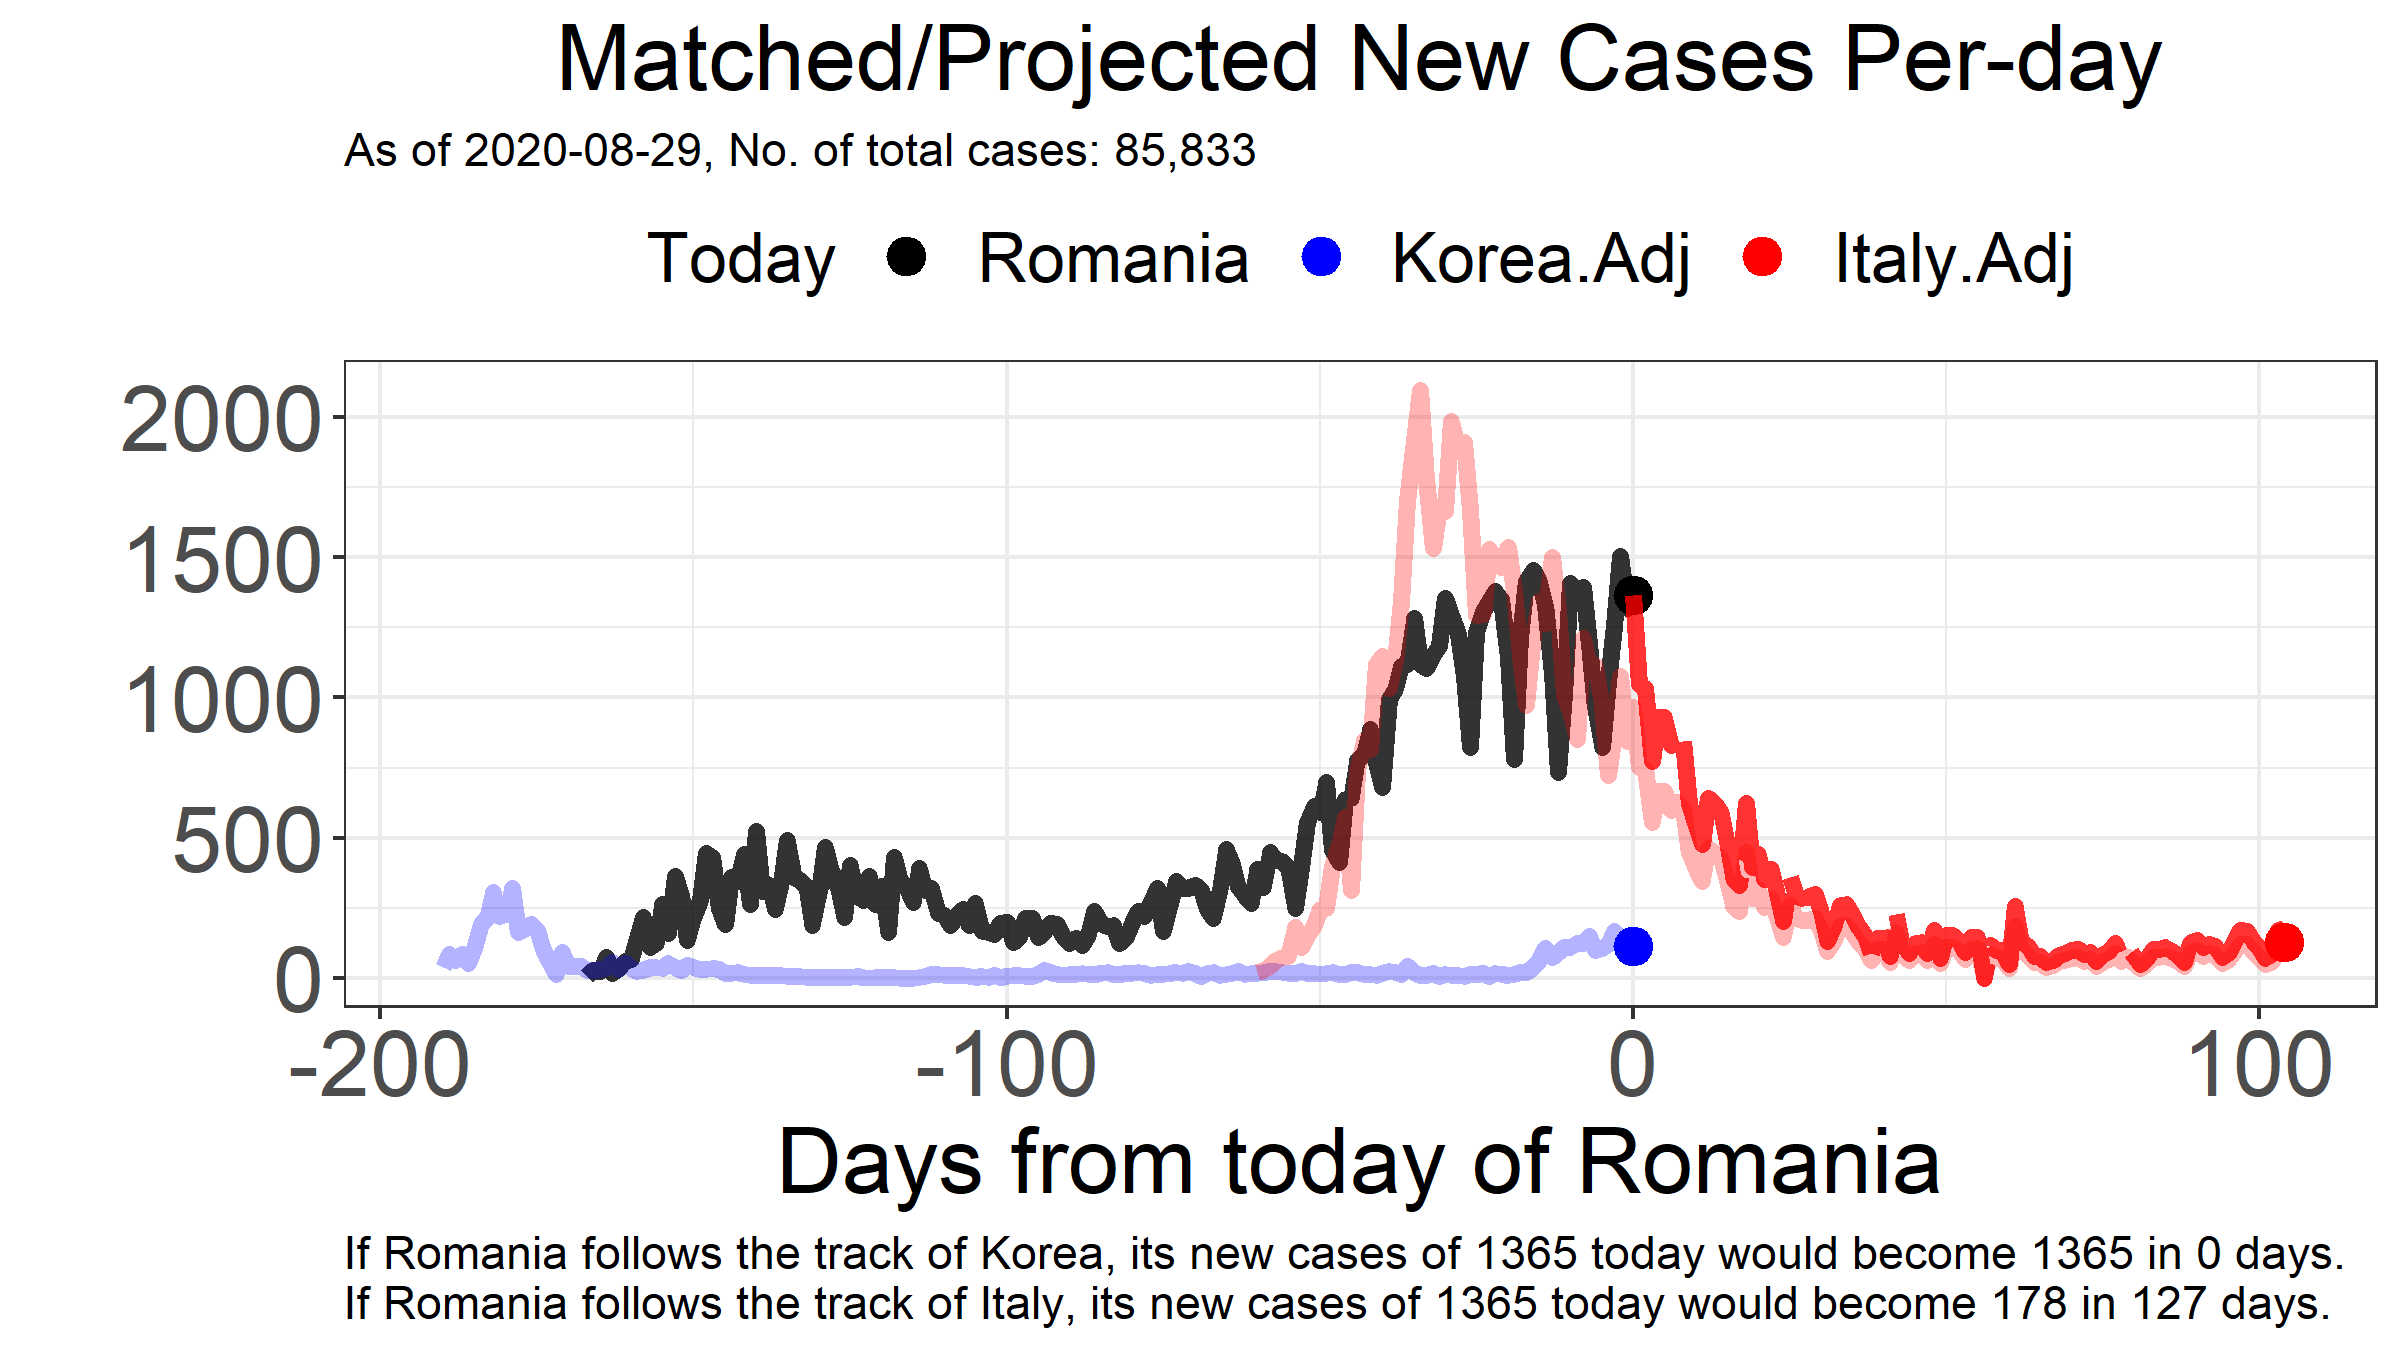 Matched/Projected New Cases Per-day
As of 2020-08-29, No. of total cases: 85,833
Today Romania Korea.Adj Italy.Adj
2000
1500
1000
500
0
-200 -100 0 100
Days from today of Romania
If Romania follows the track of Korea, its new cases of 1365 today would become 1365 in 0 days.
If Romania follows the track of Italy, its new cases of 1365 today would become 178 in 127 days.